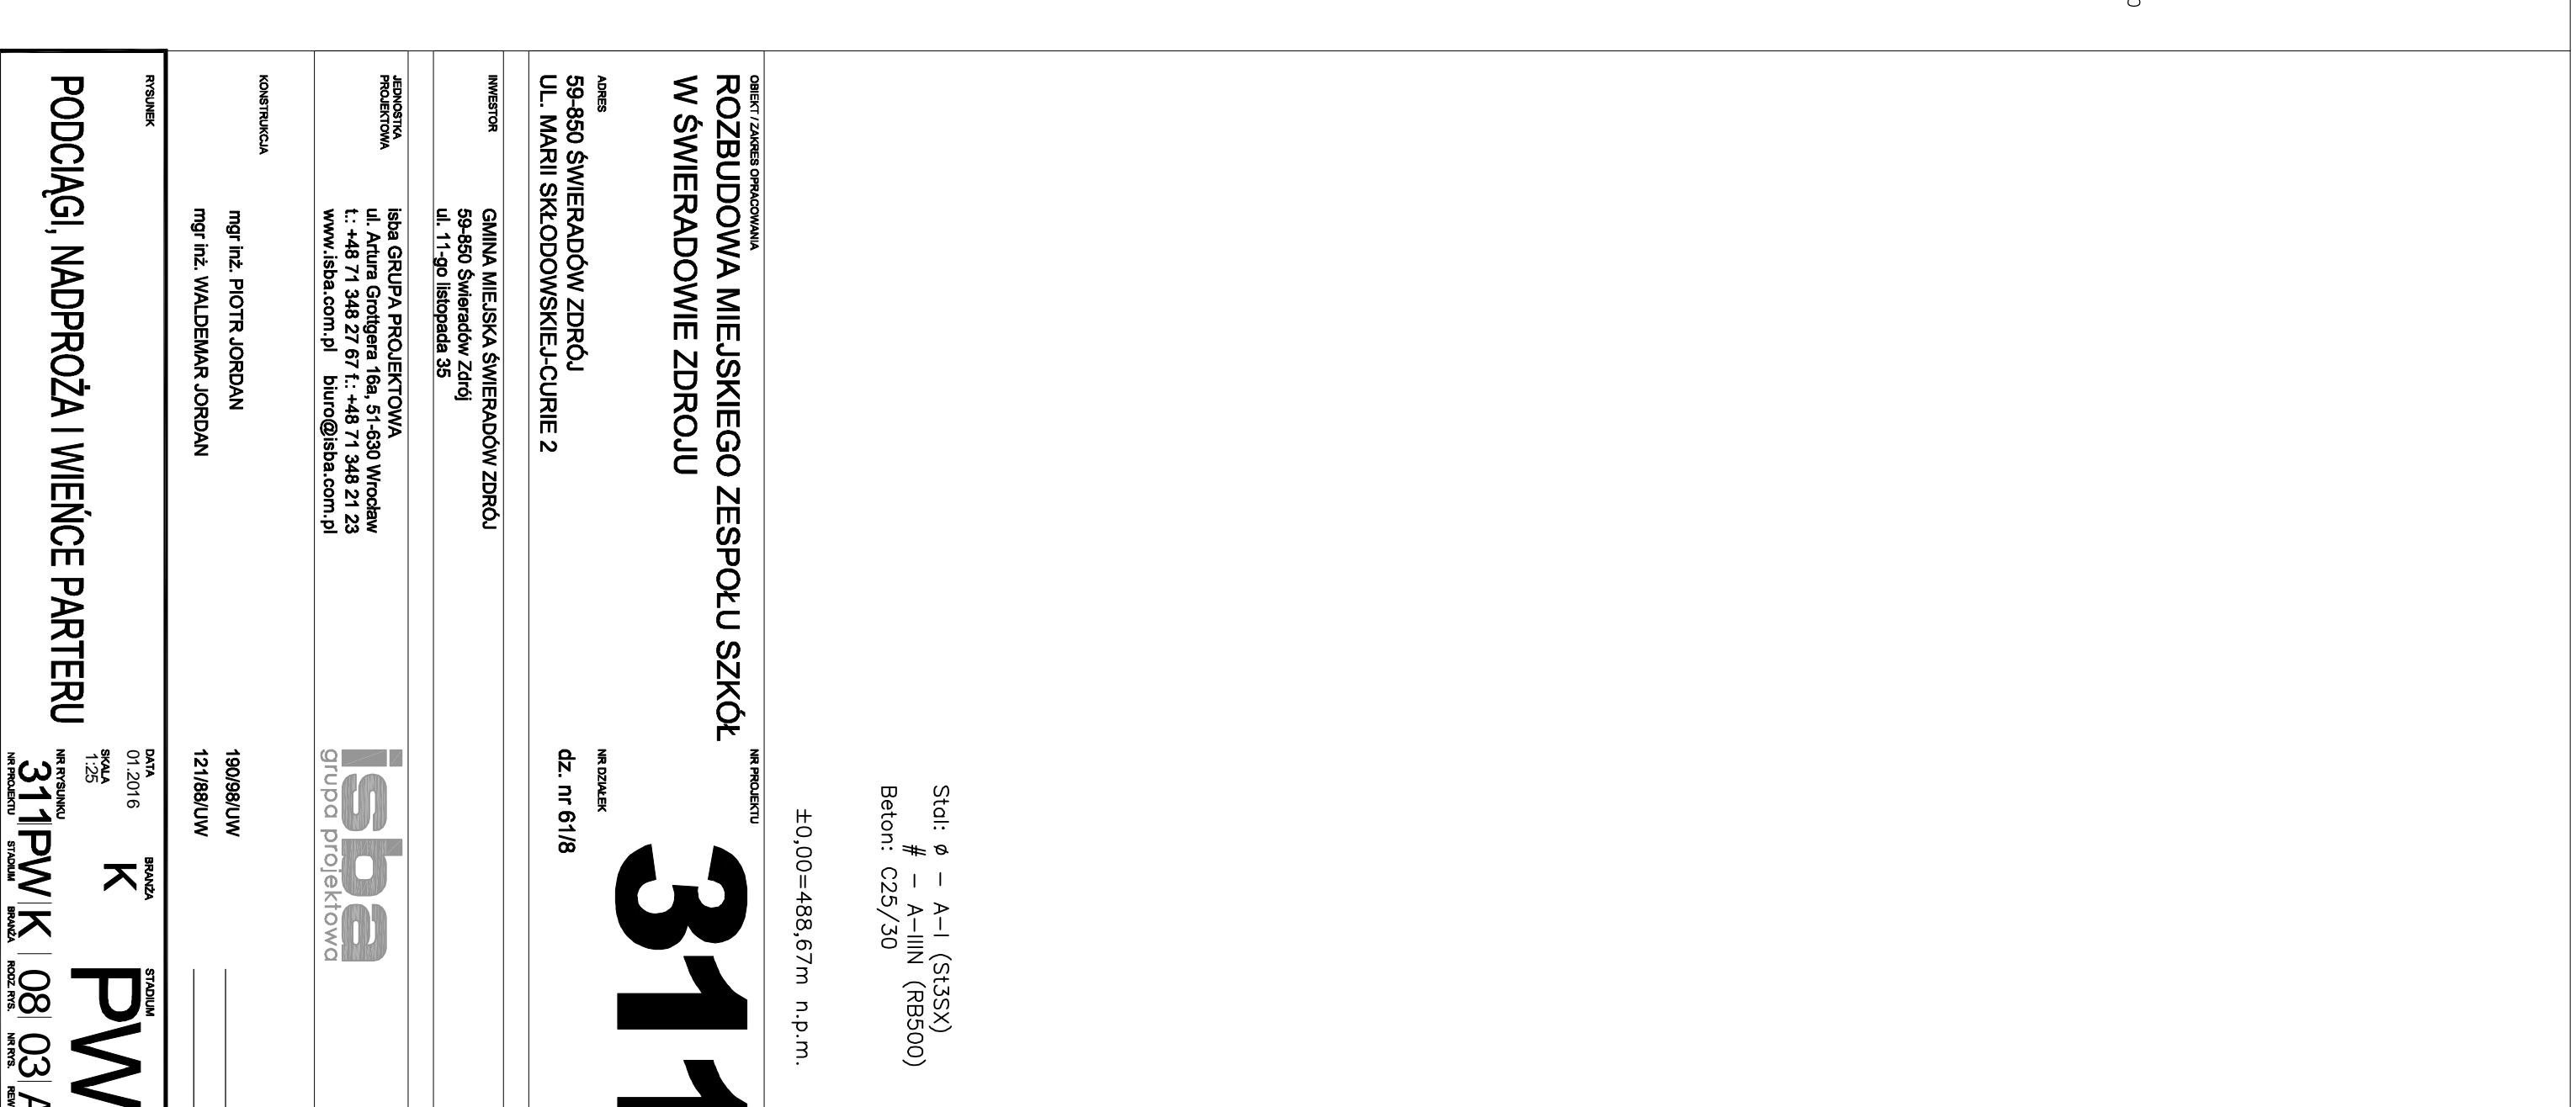 Stal: ø – A–I (St3SX)
# – A–IIIN (RB500)
Beton: C25/30
±0,00=488,67m n.p.m.
OBIEKT / ZAKRES OPRACOWANIA
ROZBUDOWA MIEJSKIEGO ZESPOŁU SZKÓŁ
W ŚWIERADOWIE ZDROJU
NR PROJEKTU
311
ADRES
59-850 ŚWIERADÓW ZDRÓJ
UL. MARII SKŁODOWSKIEJ-CURIE 2
NR DZIAŁEK
dz. nr 61/8
INWESTOR
GMINA MIEJSKA ŚWIERADÓW ZDRÓJ
59-850 Świeradów Zdrój
ul. 11-go listopada 35
JEDNOSTKA
PROJEKTOWA
isba GRUPA PROJEKTOWA
ul. Artura Grottgera 16a, 51-630 Wrocław
t.: +48 71 348 27 67 f.: +48 71 348 21 23
www.isba.com.pl biuro@isba.com.pl
isba
grupa projektowa
KONSTRUKCJA
mgr inż. PIOTR JORDAN 190/98/UW
mgr inż. WALDEMAR JORDAN 121/88/UW
RYSUNEK
PODCIĄGI, NADPROŻA I WIEŃCE PARTERU
DATA
01.2016
SKALA
1:25
BRANŻA
K
STADIUM
PW
NR RYSUNKU
311 PW K 08 03
NR PROJEKTU STADIUM BRANŻA RODZ. RYS. NR RYS.